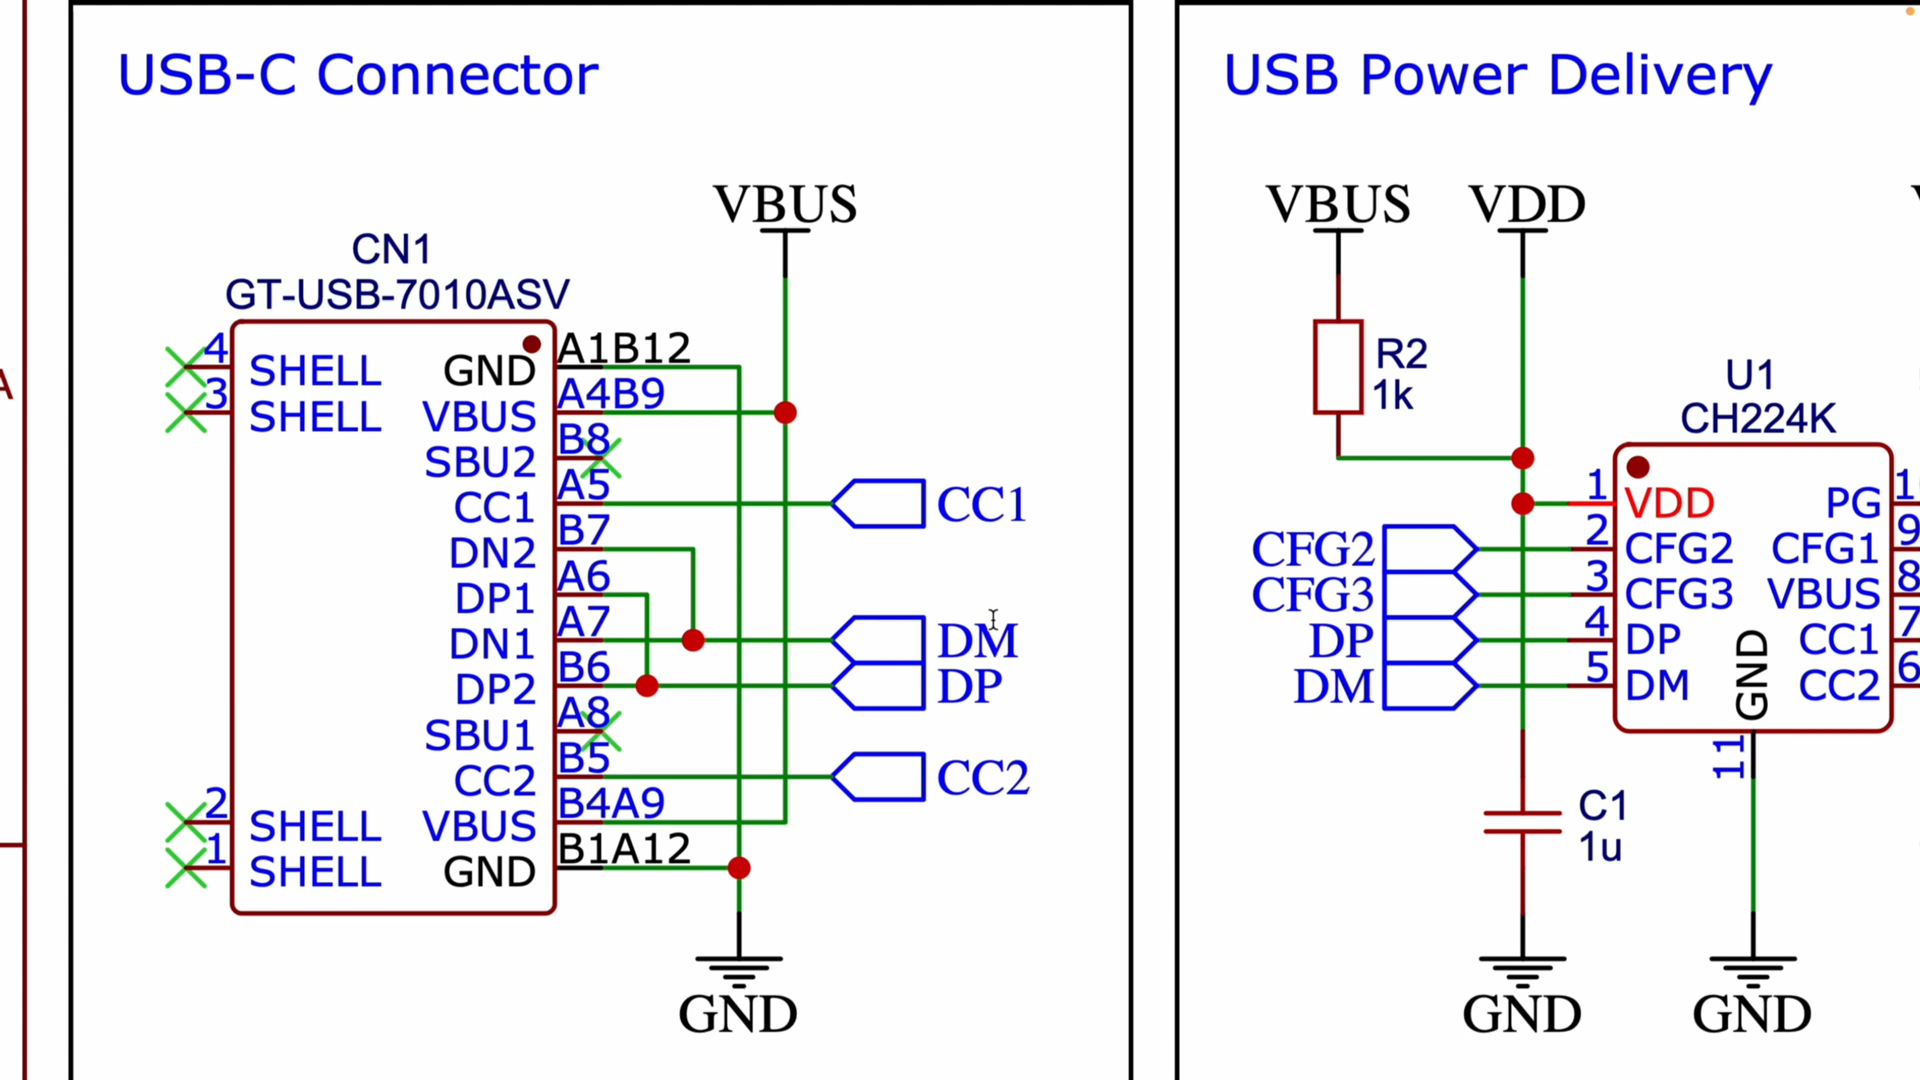 USB-C Connector
VBUS
CN1
GT-USB-7010ASV
4 SHELL GND A1B12
3 SHELL VBUS A4B9
SBU2 B8
CC1 A5 CC1
DN2 B7
DP1 A6
DN1 A7 DM
DP2 B6 DP
SBU1 A8
CC2 B5 CC2
2 SHELL VBUS B4A9
1 SHELL GND B1A12
GND
USB Power Delivery
VBUS VDD
R2
1k
U1
CH224K
1 VDD PG
CFG2 2 CFG2 CFG1 9
CFG3 3 CFG3 VBUS 8
DP 4 DP CC1 7
DM 5 DM CC2 6
GND
11
C1
1u
GND GND
A